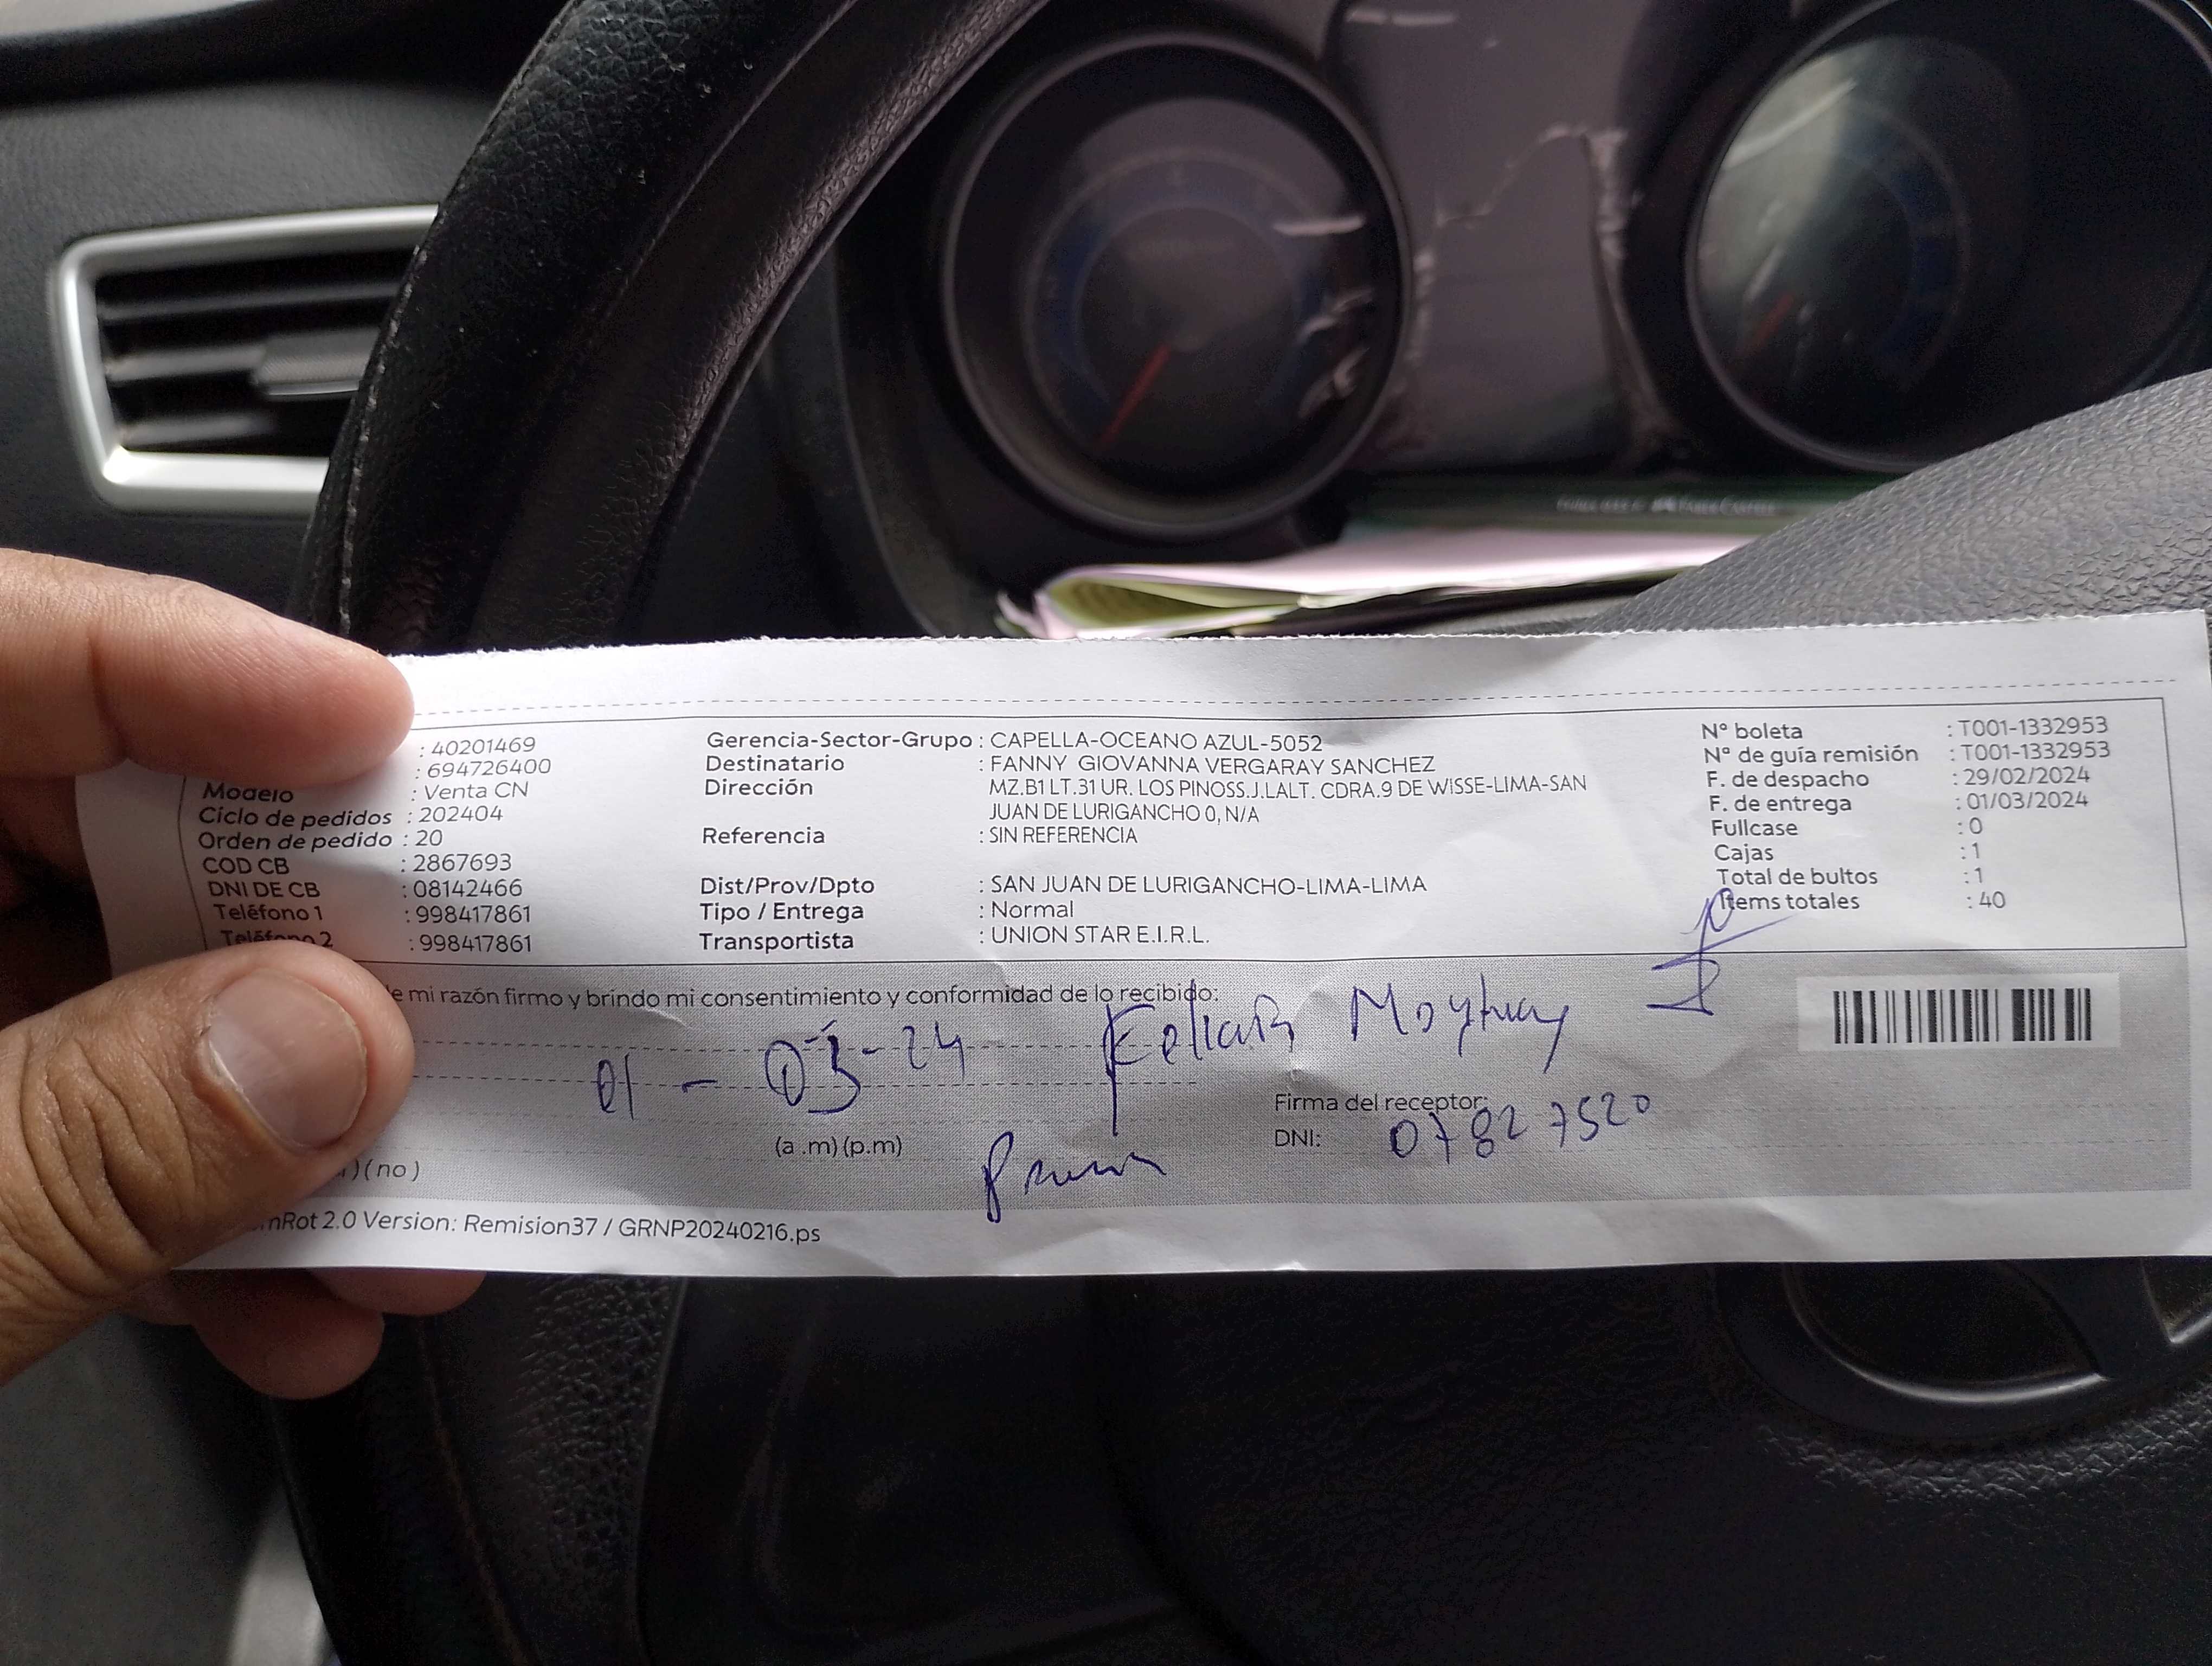 : 40201469
: 694726400
Modelo : Venta CN
Ciclo de pedidos : 202404
Orden de pedido : 20
COD CB : 2867693
DNI DE CB : 08142466
Teléfono 1 : 998417861
Teléfono 2 : 998417861
Gerencia-Sector-Grupo : CAPELLA-OCEANO AZUL-5052
Destinatario : FANNY GIOVANNA VERGARAY SANCHEZ
Dirección MZ.B1 LT.31 UR. LOS PINOSS.J.LALT. CDRA.9 DE WISSE-LIMA-SAN
JUAN DE LURIGANCHO 0, N/A
Referencia : SIN REFERENCIA
Dist/Prov/Dpto : SAN JUAN DE LURIGANCHO-LIMA-LIMA
Tipo / Entrega : Normal
Transportista : UNION STAR E.I.R.L.
N° boleta : T001-1332953
N° de guía remisión : T001-1332953
F. de despacho : 29/02/2024
F. de entrega : 01/03/2024
Fullcase : 0
Cajas : 1
Total de bultos : 1
Items totales : 40
e mi razón firmo y brindo mi consentimiento y conformidad de lo recibido:
01 - 03 - 24
Firma del receptor:
DNI: 07827520
(a .m) (p.m)
) ( no )
nRot 2.0 Version: Remision37 / GRNP20240216.ps